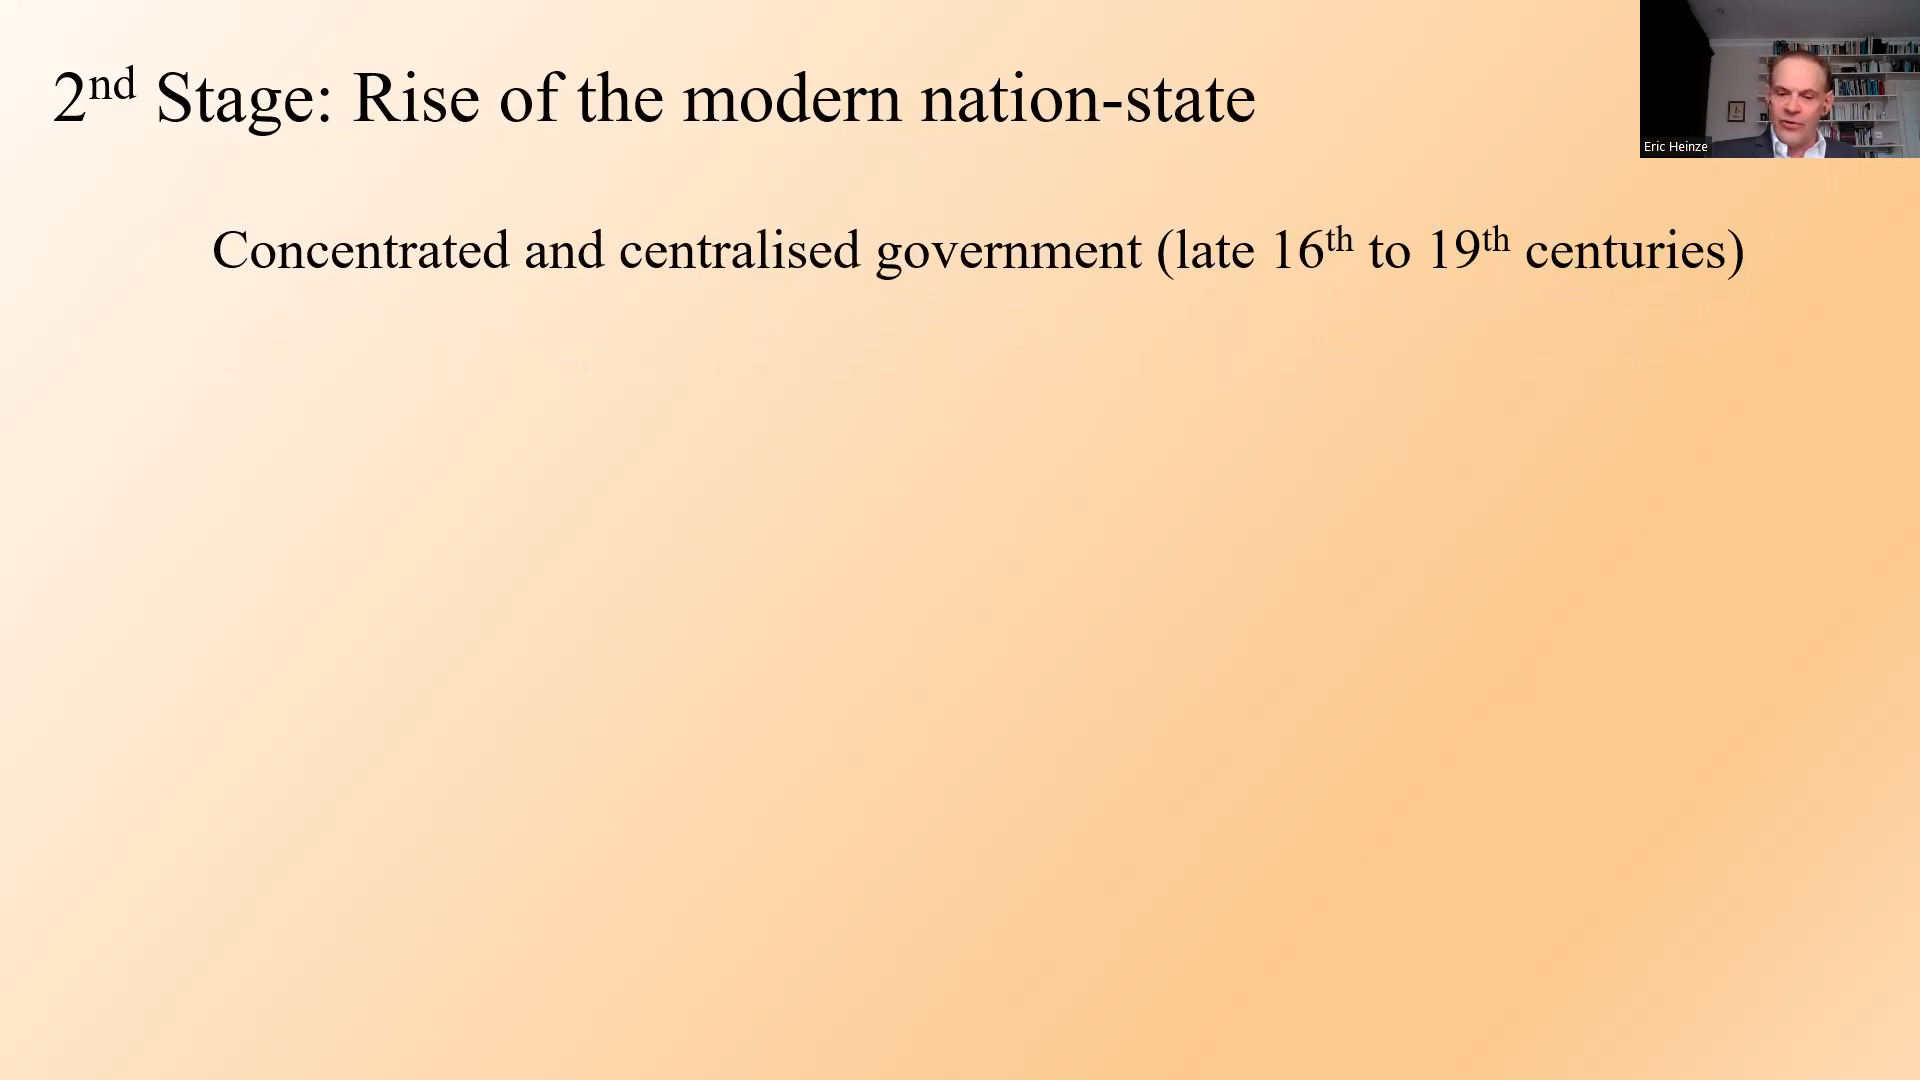 2nd Stage: Rise of the modern nation-state
Eric Heinze
Concentrated and centralised government (late 16th to 19th centuries)